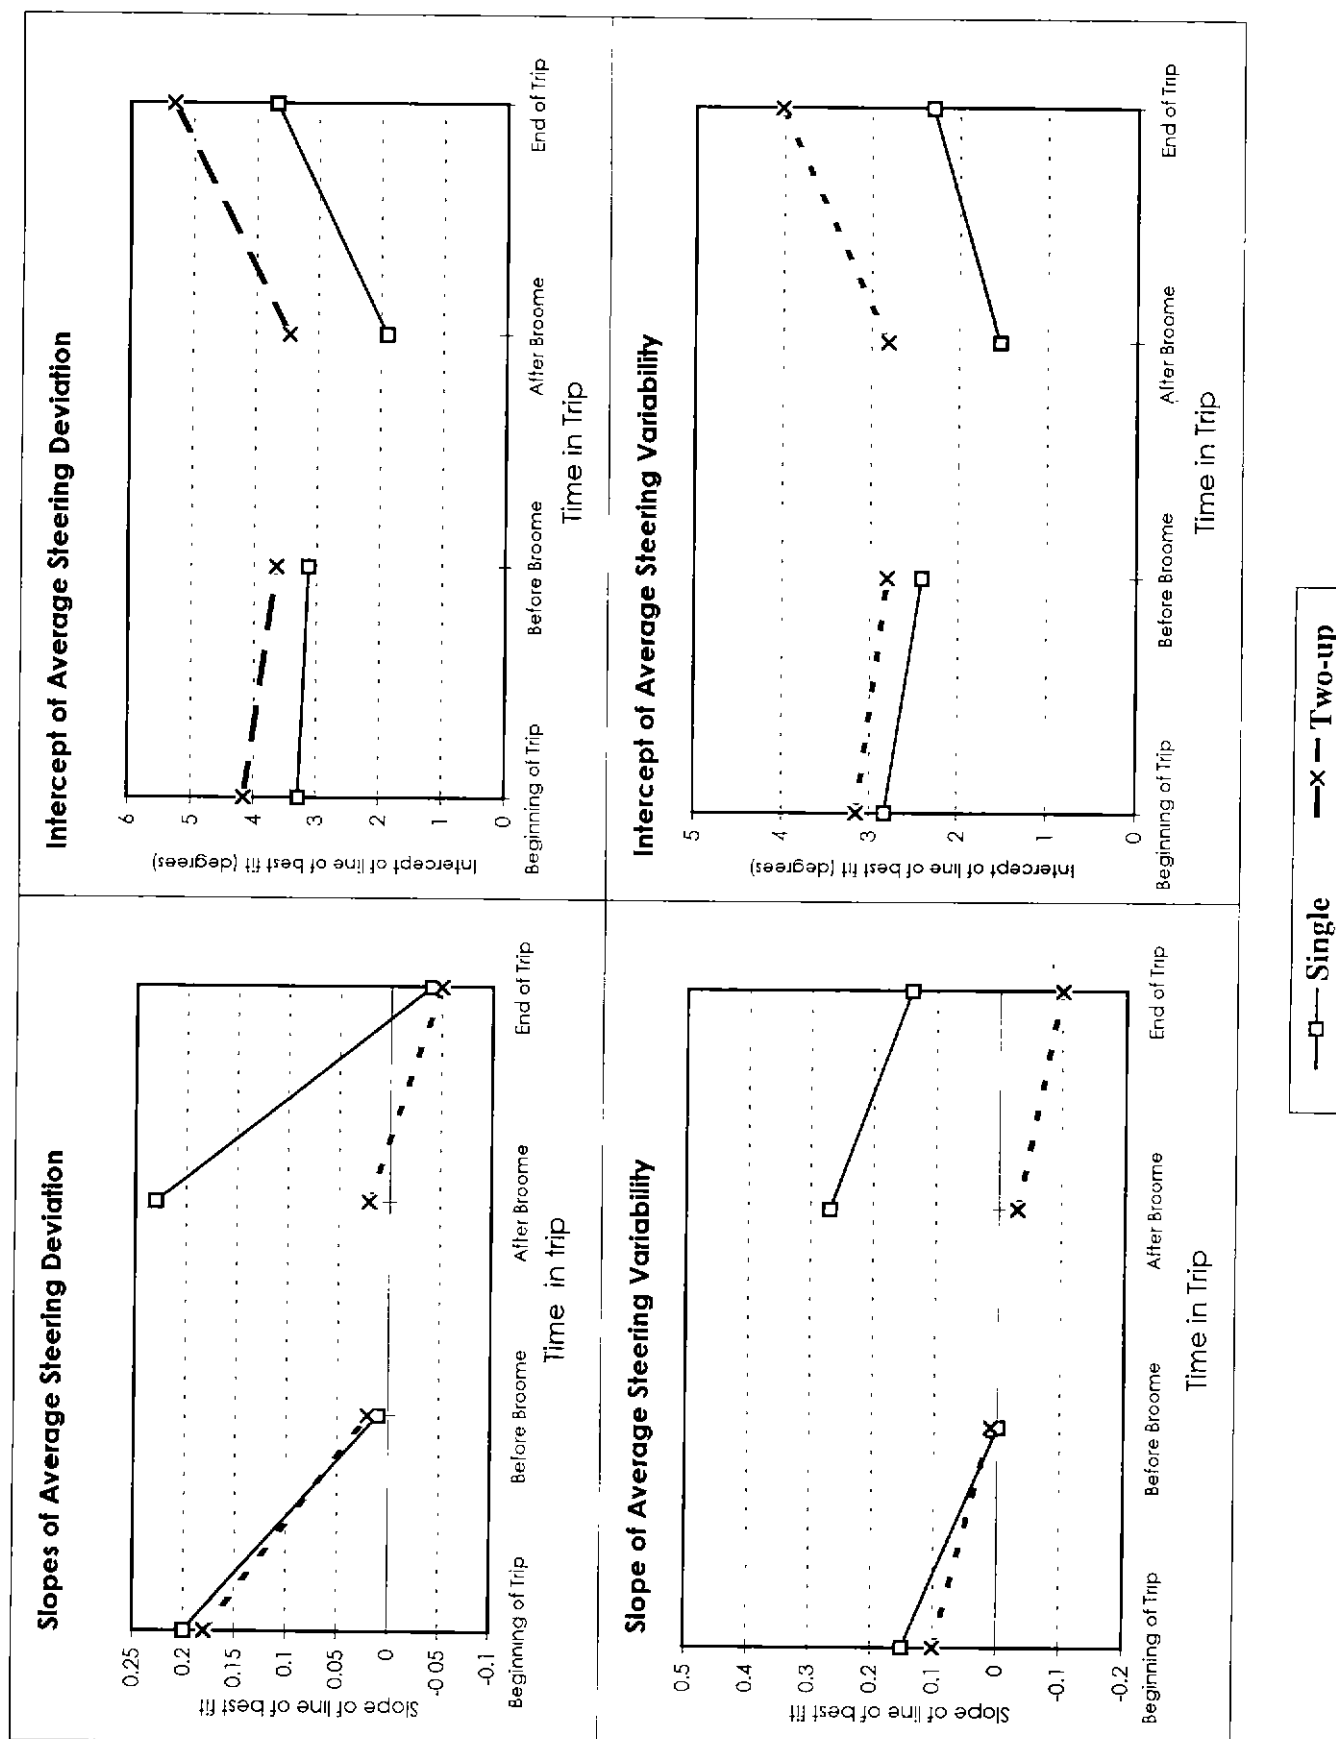 Slopes of Average Steering Deviation
Slope of line of best fit
0.25
0.2
0.15
0.1
0.05
0
-0.05
-0.1
Beginning of Trip
Before Broome
After Broome
End of Trip
Time in trip
Intercept of Average Steering Deviation
Intercept of line of best fit (degrees)
6
5
4
3
2
1
0
Beginning of Trip
Before Broome
After Broome
End of Trip
Time in Trip
Slope of Average Steering Variability
Slope of line of best fit
0.5
0.4
0.3
0.2
0.1
0
-0.1
-0.2
Beginning of Trip
Before Broome
After Broome
End of Trip
Time in Trip
Intercept of Average Steering Variability
Intercept of line of best fit (degrees)
5
4
3
2
1
0
Beginning of Trip
Before Broome
After Broome
End of Trip
Time in Trip
Single
Two-up